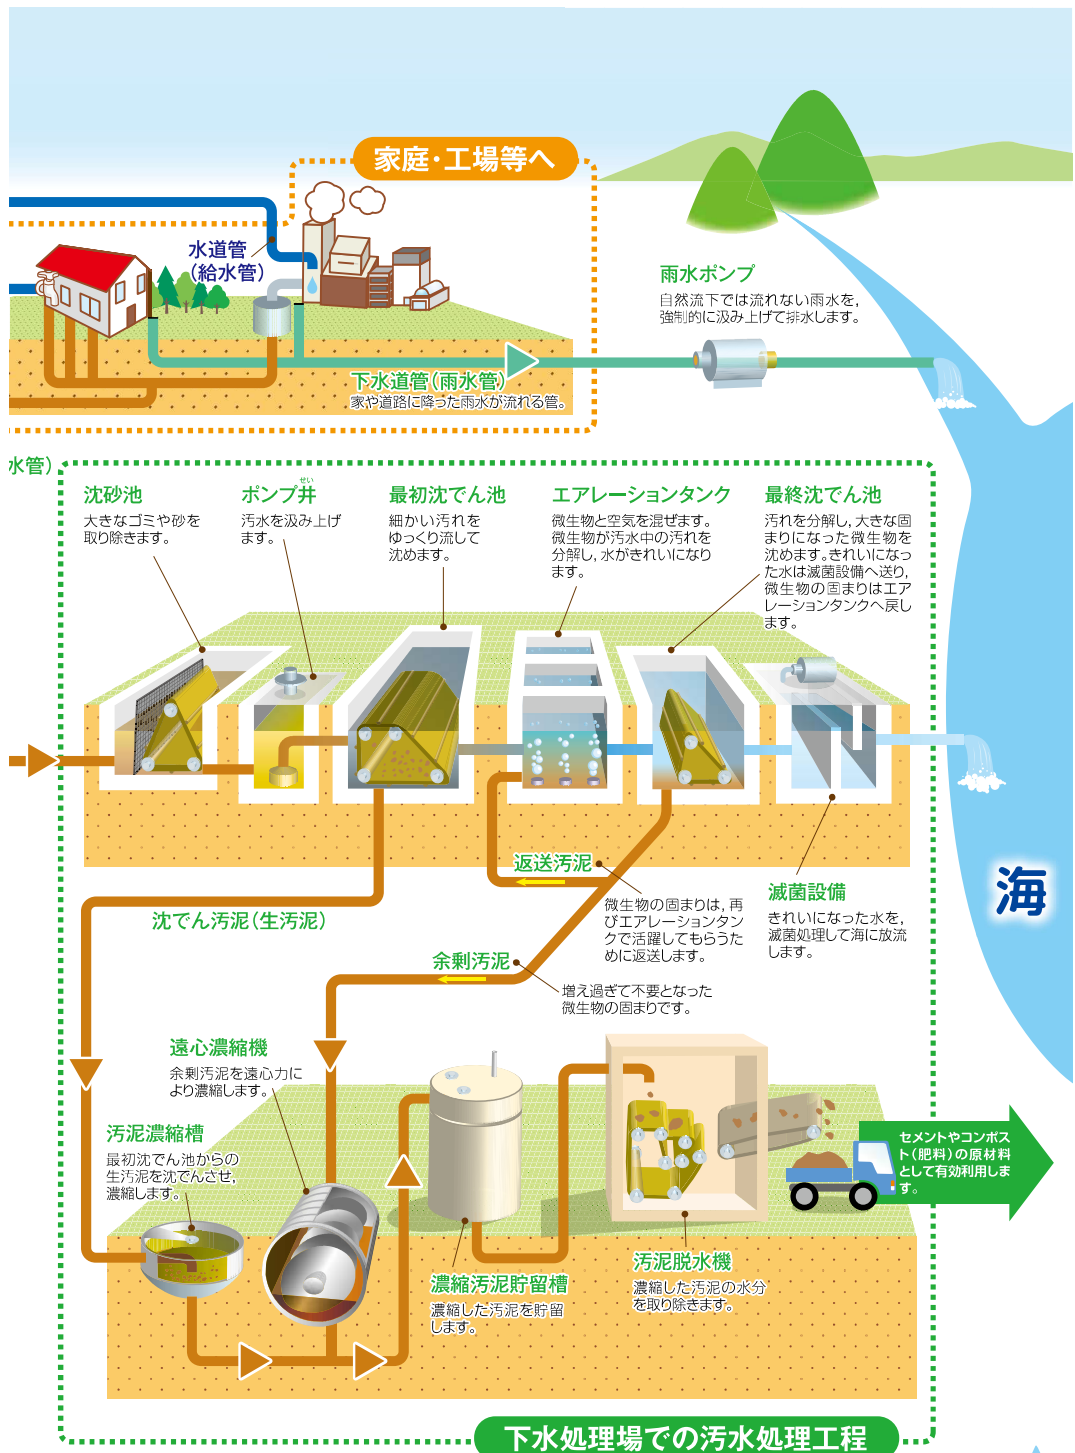 家庭・工場等へ
水道管
（給水管）
雨水ポンプ
自然流下では流れない雨水を,
強制的に汲み上げて排水します。
下水道管（雨水管）
家や道路に降った雨水が流れる管。
水管）
沈砂池
大きなゴミや砂を
取り除きます。
せい
ポンプ井
汚水を汲み上げ
ます。
最初沈でん池
細かい汚れを
ゆっくり流して
沈めます。
エアレーションタンク
微生物と空気を混ぜます。
微生物が汚水中の汚れを
分解し, 水がきれいになり
ます。
最終沈でん池
汚れを分解し, 大きな固
まりになった微生物を
沈めます。きれいになっ
た水は滅菌設備へ送り,
微生物の固まりはエア
レーションタンクへ戻し
ます。
返送汚泥
微生物の固まりは, 再
びエアレーションタン
クで活躍してもらうた
めに返送します。
滅菌設備
きれいになった水を,
滅菌処理して海に放流
します。
海
沈でん汚泥（生汚泥）
余剰汚泥
増え過ぎて不要となった
微生物の固まりです。
遠心濃縮機
余剰汚泥を遠心力に
より濃縮します。
汚泥濃縮槽
最初沈でん池からの
生汚泥を沈でんさせ,
濃縮します。
濃縮汚泥貯留槽
濃縮した汚泥を貯留
します。
汚泥脱水機
濃縮した汚泥の水分
を取り除きます。
セメントやコンポス
ト（肥料）の原材料
として有効利用しま
す。
下水処理場での汚水処理工程